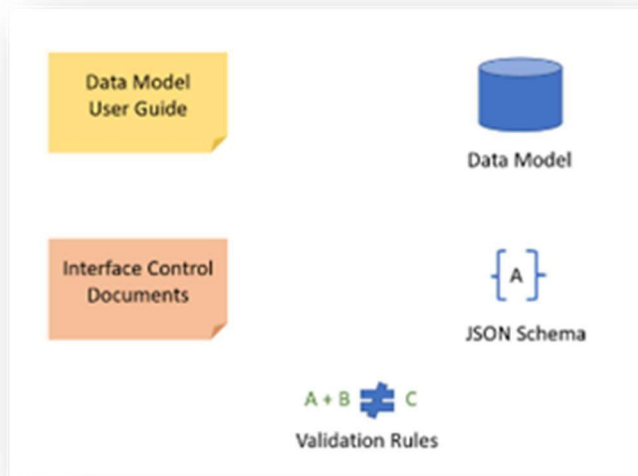 Data Model
User Guide
Data Model
Interface Control
Documents
{A}
JSON Schema
A + B ≠ C
Validation Rules